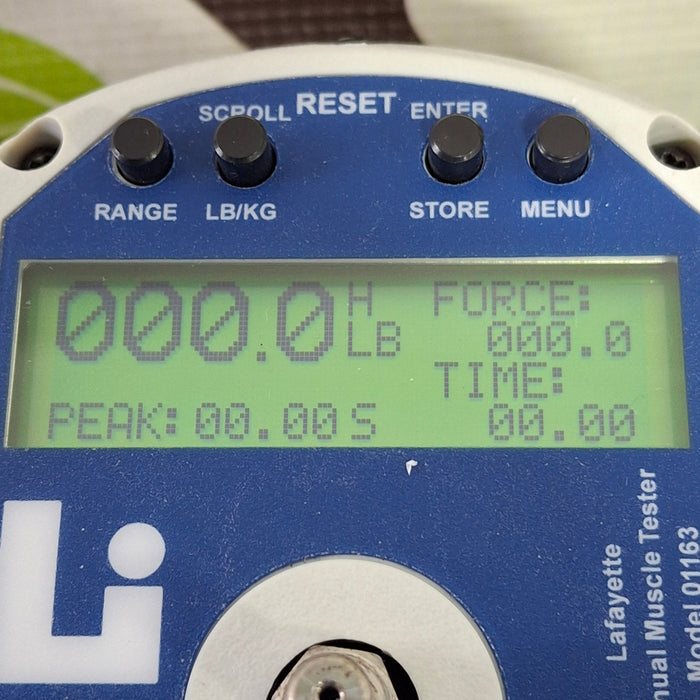 SCROLL RESET ENTER
RANGE LB/KG STORE MENU
000.0 H LB
FORCE:
000.0
TIME:
00.00
PEAK: 00.00 S
Li
Lafayette
nual Muscle Tester
Model 01163